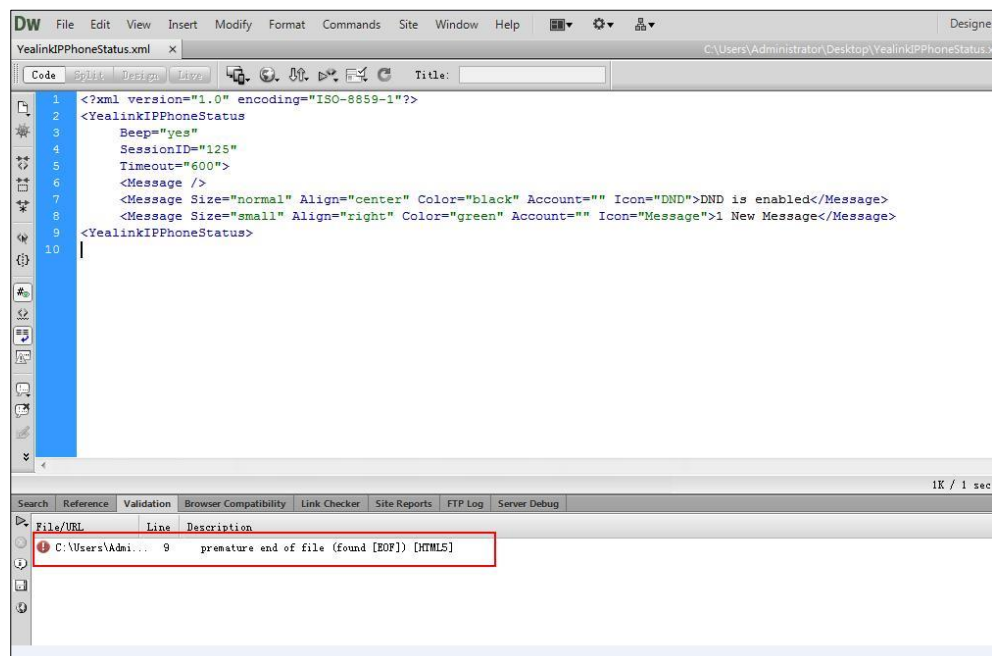 DW File Edit View Insert Modify Format Commands Site Window Help Designe
YealinkIPPhoneStatus.xml × C:\Users\Administrator\Desktop\YealinkIPPhoneStatus.x
Code Split Design Live Title:
1 <?xml version="1.0" encoding="ISO-8859-1"?>
2 <YealinkIPPhoneStatus
3 Beep="yes"
4 SessionID="125"
5 Timeout="600">
6 <Message />
7 <Message Size="normal" Align="center" Color="black" Account="" Icon="DND">DND is enabled</Message>
8 <Message Size="small" Align="right" Color="green" Account="" Icon="Message">1 New Message</Message>
9 <YealinkIPPhoneStatus>
10
1K / 1 sec
Search Reference Validation Browser Compatibility Link Checker Site Reports FTP Log Server Debug
File/URL Line Description
C:\Users\Admi... 9 premature end of file (found [EOF]) [HTML5]